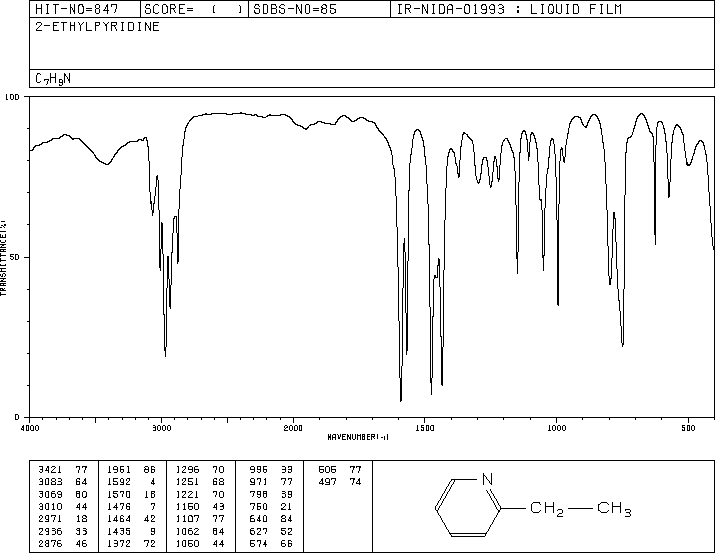 HIT-NO=847 SCORE= ( ) SDBS-NO=85 IR-NIDA-01993 : LIQUID FILM
2-ETHYLPYRIDINE
C7H9N
100
50
0
TRANSMITTANCE(%)
4000 3000 2000 1500 1000 500
WAVENUMBER(-1)
3421 77 1961 86 1296 70 996 33 606 77
3083 64 1592 4 1251 68 971 77 497 74
3069 60 1570 18 1221 70 798 39
3010 44 1476 7 1150 43 750 21
2971 18 1464 42 1107 77 640 84
2936 33 1435 9 1062 64 627 52
2876 46 1372 72 1050 44 574 66
N
CH2 CH3